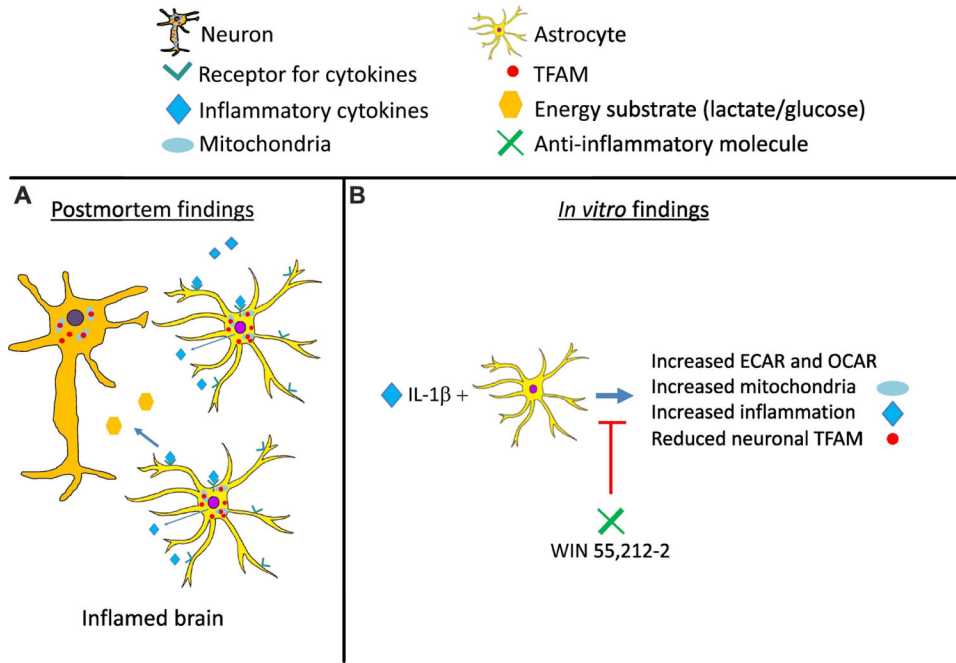 Neuron
Receptor for cytokines
Inflammatory cytokines
Mitochondria
Astrocyte
TFAM
Energy substrate (lactate/glucose)
Anti-inflammatory molecule
A
Postmortem findings
Inflamed brain
B
In vitro findings
IL-1β +
Increased ECAR and OCAR
Increased mitochondria
Increased inflammation
Reduced neuronal TFAM
WIN 55,212-2